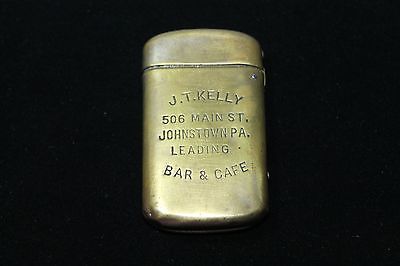 J.T.KELLY
506 MAIN ST.
JOHNSTOWN.PA.
LEADING
BAR & CAFE